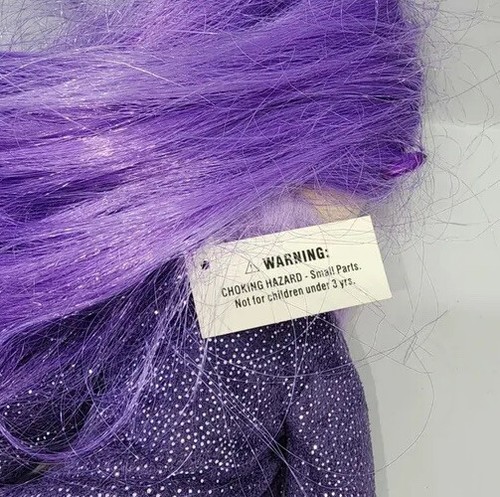 ⚠ WARNING:
CHOKING HAZARD - Small Parts.
Not for children under 3 yrs.